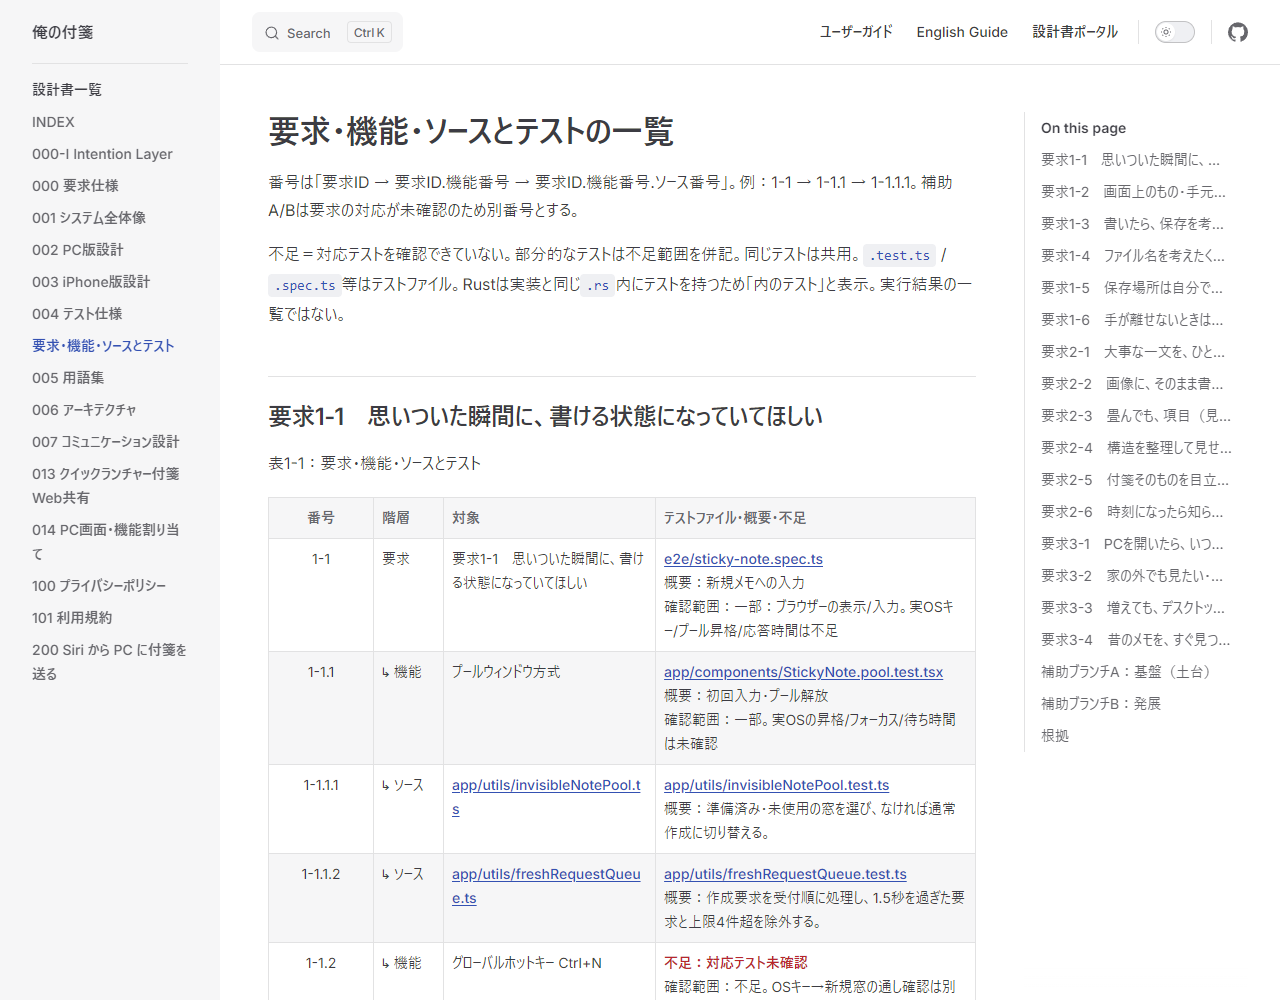 俺の付箋
Search Ctrl K
ユーザーガイド English Guide 設計書ポータル
設計書一覧
INDEX
000-I Intention Layer
000 要求仕様
001 システム全体像
002 PC版設計
003 iPhone版設計
004 テスト仕様
要求・機能・ソースとテスト
005 用語集
006 アーキテクチャ
007 コミュニケーション設計
013 クイックランチャー付箋
Web共有
014 PC画面・機能割り当
て
100 プライバシーポリシー
101 利用規約
200 Siri から PC に付箋を
送る
要求・機能・ソースとテストの一覧
番号は「要求ID → 要求ID.機能番号 → 要求ID.機能番号.ソース番号」。例：1-1 → 1-1.1 → 1-1.1.1。補助
A/Bは要求の対応が未確認のため別番号とする。
不足＝対応テストを確認できていない。部分的なテストは不足範囲を併記。同じテストは共用。 .test.ts /
.spec.ts 等はテストファイル。Rustは実装と同じ .rs 内にテストを持つため「内のテスト」と表示。実行結果の一
覧ではない。
要求1-1　思いついた瞬間に、書ける状態になっていてほしい
表1-1：要求・機能・ソースとテスト
番号 階層 対象 テストファイル・概要・不足
1-1 要求 要求1-1　思いついた瞬間に、書け
る状態になっていてほしい
e2e/sticky-note.spec.ts
概要：新規メモへの入力
確認範囲：一部：ブラウザーの表示/入力。実OSキ
ー/プール昇格/応答時間は不足
1-1.1 ↳ 機能 プールウィンドウ方式
app/components/StickyNote.pool.test.tsx
概要：初回入力・プール解放
確認範囲：一部。実OSの昇格/フォーカス/待ち時間
は未確認
1-1.1.1 ↳ ソース app/utils/invisibleNotePool.t
s
app/utils/invisibleNotePool.test.ts
概要：準備済み・未使用の窓を選び、なければ通常
作成に切り替える。
1-1.1.2 ↳ ソース app/utils/freshRequestQueu
e.ts
app/utils/freshRequestQueue.test.ts
概要：作成要求を受付順に処理し、1.5秒を過ぎた要
求と上限4件超を除外する。
1-1.2 ↳ 機能 グローバルホットキー Ctrl+N
不足：対応テスト未確認
確認範囲：不足。OSキー→新規窓の通し確認は別
On this page
要求1-1　思いついた瞬間に、...
要求1-2　画面上のもの・手元...
要求1-3　書いたら、保存を考...
要求1-4　ファイル名を考えたく...
要求1-5　保存場所は自分で...
要求1-6　手が離せないときは...
要求2-1　大事な一文を、ひと...
要求2-2　画像に、そのまま書...
要求2-3　畳んでも、項目（見...
要求2-4　構造を整理して見せ...
要求2-5　付箋そのものを目立...
要求2-6　時刻になったら知ら...
要求3-1　PCを開いたら、いつ...
要求3-2　家の外でも見たい・...
要求3-3　増えても、デスクトッ...
要求3-4　昔のメモを、すぐ見つ...
補助ブランチA：基盤（土台）
補助ブランチB：発展
根拠